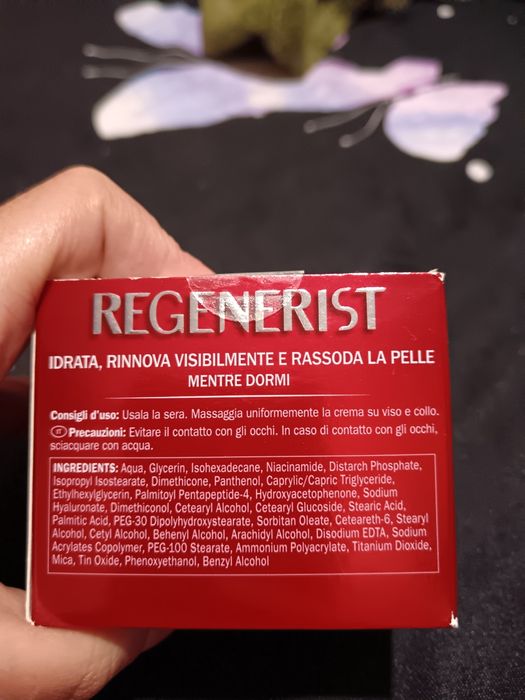 REGENERIST
IDRATA, RINNOVA VISIBILMENTE E RASSODA LA PELLE
MENTRE DORMI
Consigli d'uso: Usala la sera. Massaggia uniformemente la crema su viso e collo.
IT Precauzioni: Evitare il contatto con gli occhi. In caso di contatto con gli occhi,
sciacquare con acqua.
INGREDIENTS: Aqua, Glycerin, Isohexadecane, Niacinamide, Distarch Phosphate,
Isopropyl Isostearate, Dimethicone, Panthenol, Caprylic/Capric Triglyceride,
Ethylhexylglycerin, Palmitoyl Pentapeptide-4, Hydroxyacetophenone, Sodium
Hyaluronate, Dimethiconol, Cetearyl Alcohol, Cetearyl Glucoside, Stearic Acid,
Palmitic Acid, PEG-30 Dipolyhydroxystearate, Sorbitan Oleate, Ceteareth-6, Stearyl
Alcohol, Cetyl Alcohol, Behenyl Alcohol, Arachidyl Alcohol, Disodium EDTA, Sodium
Acrylates Copolymer, PEG-100 Stearate, Ammonium Polyacrylate, Titanium Dioxide,
Mica, Tin Oxide, Phenoxyethanol, Benzyl Alcohol